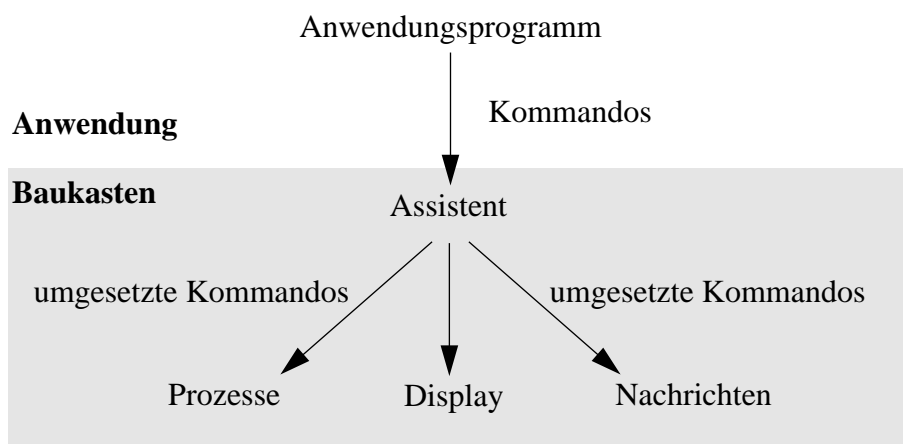 Anwendungsprogramm
Kommandos
Anwendung
Baukasten
Assistent
umgesetzte Kommandos
umgesetzte Kommandos
Prozesse
Display
Nachrichten